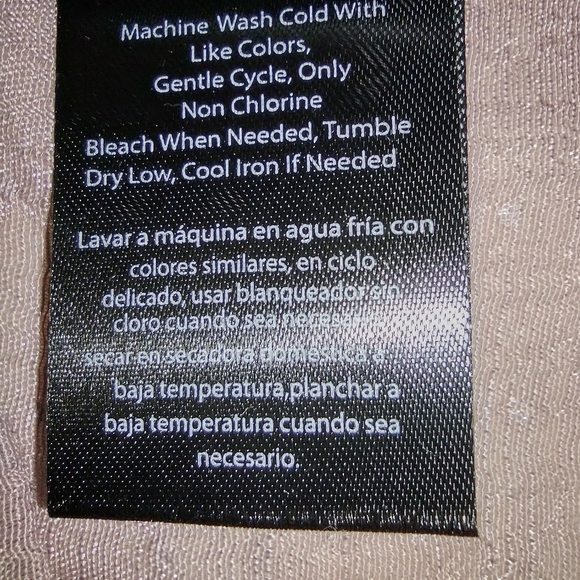 Machine Wash Cold With
Like Colors,
Gentle Cycle, Only
Non Chlorine
Bleach When Needed, Tumble
Dry Low, Cool Iron If Needed
Lavar a máquina en agua fría con
colores similares, en ciclo
delicado, usar blanqueador sin
cloro cuando sea
secar en secadora domestica a
baja temperatura,planchar a
baja temperatura cuando sea
necesario.